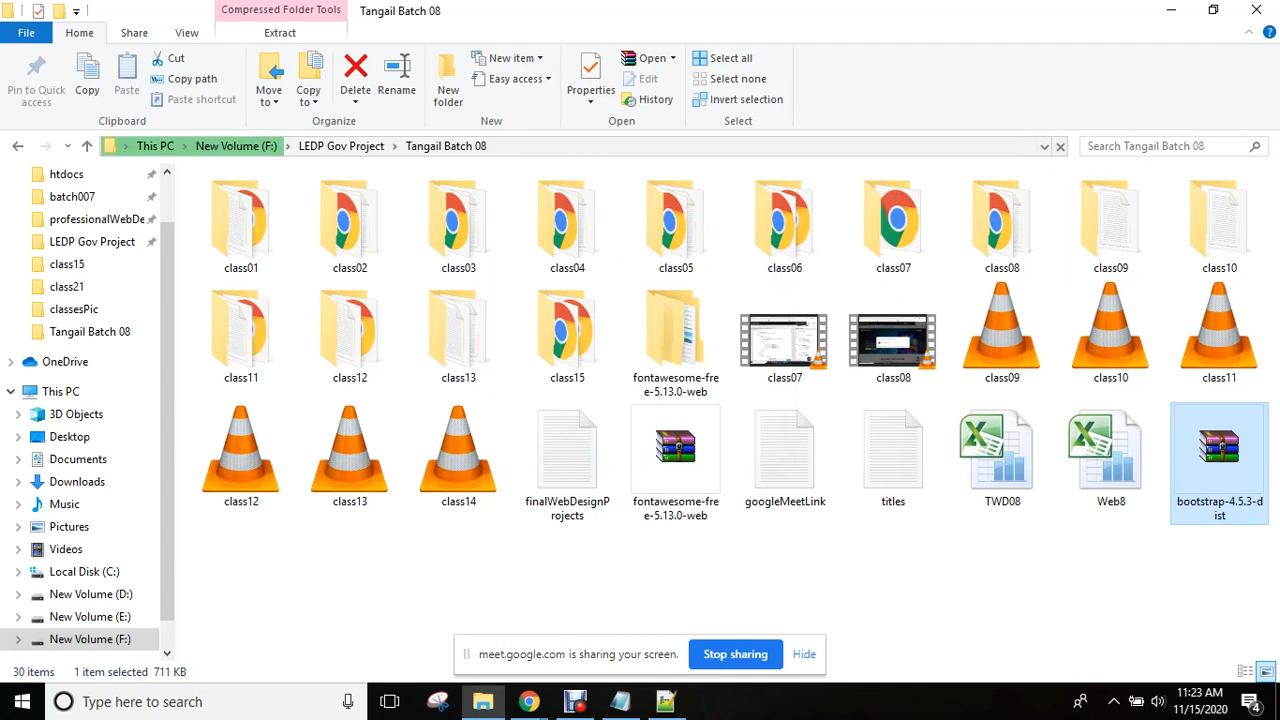 Compressed Folder Tools
Tangail Batch 08
File
Home
Share
View
Extract
Pin to Quick access
Copy
Paste
Cut
Copy path
Paste shortcut
Clipboard
Move to
Copy to
Delete
Rename
Organize
New folder
New item
Easy access
New
Properties
Open
Edit
History
Open
Select all
Select none
Invert selection
Select
This PC
New Volume (F:)
LEDP Gov Project
Tangail Batch 08
Search Tangail Batch 08
htdocs
batch007
professionalWebDe
LEDP Gov Project
class15
class21
classesPic
Tangail Batch 08
OneDrive
This PC
3D Objects
Desktop
Documents
Downloads
Music
Pictures
Videos
Local Disk (C:)
New Volume (D:)
New Volume (E:)
New Volume (F:)
class01
class02
class03
class04
class05
class06
class07
class08
class09
class10
class11
class12
class13
class15
fontawesome-fre
e-5.13.0-web
class07
class08
class09
class10
class11
class12
class13
class14
finalWebDesignP
rojects
fontawesome-fre
e-5.13.0-web
googleMeetLink
titles
TWD08
Web8
bootstrap-4.5.3-d
ist
meet.google.com is sharing your screen.
Stop sharing
Hide
30 items
1 item selected 711 KB
Type here to search
11:23 AM
11/15/2020
4